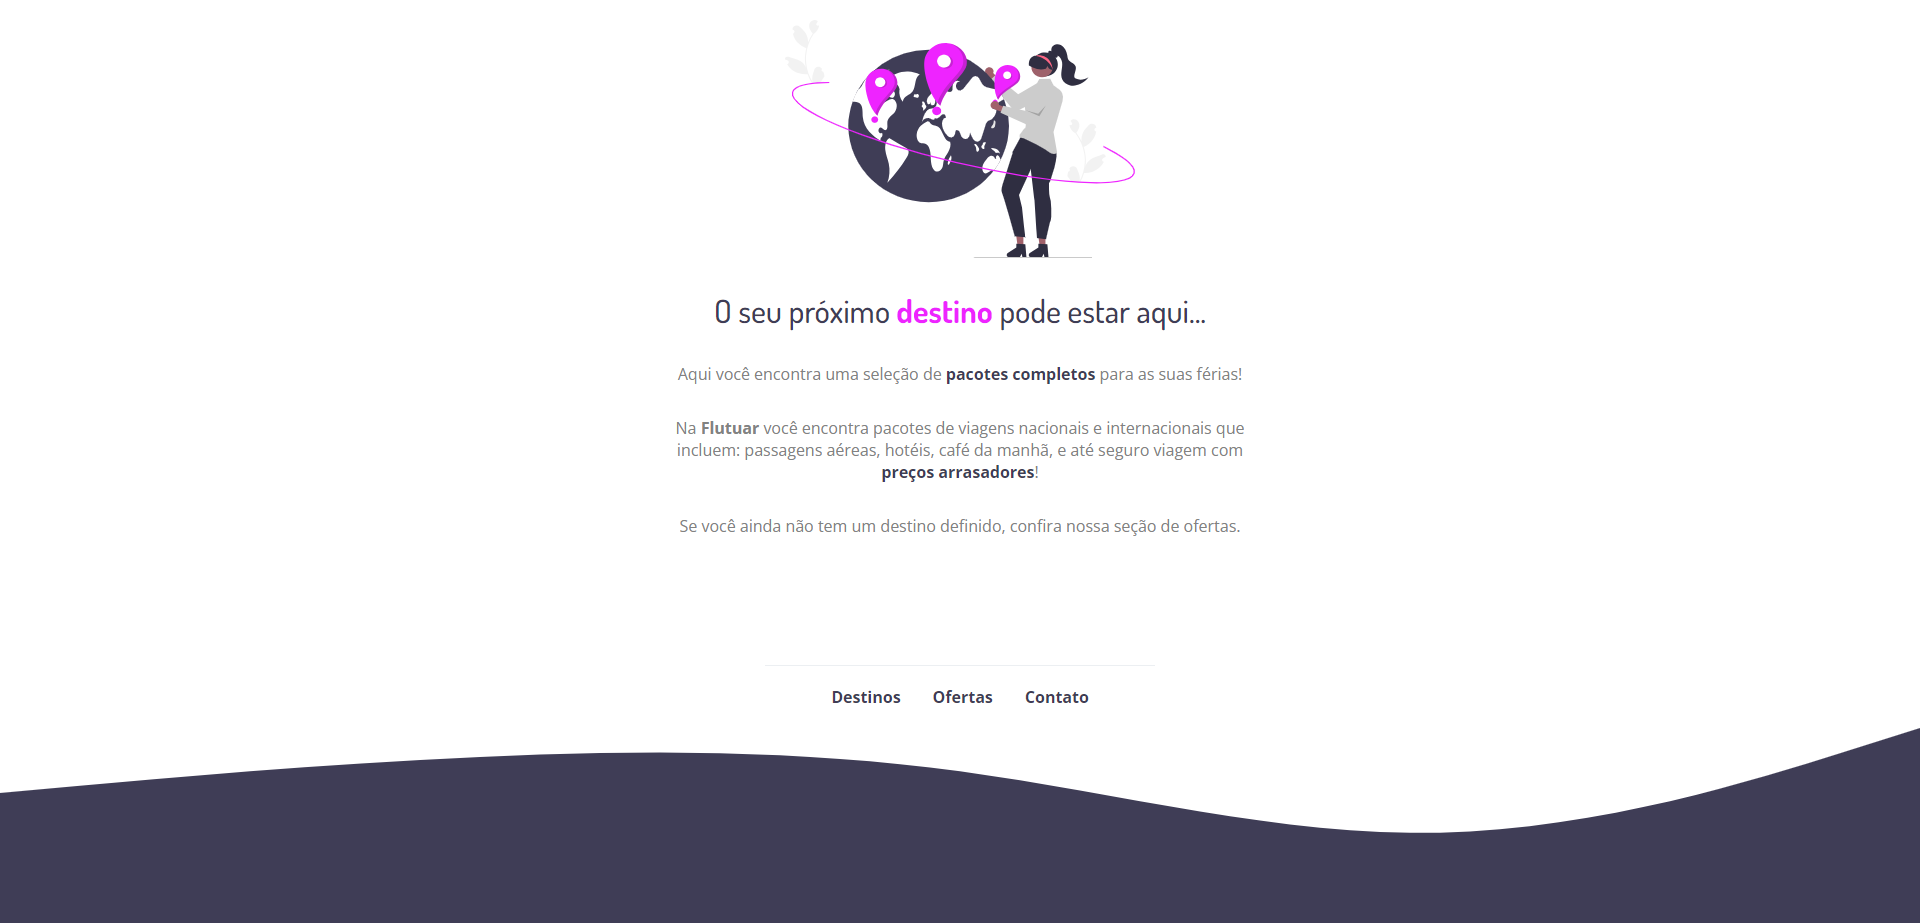 O seu próximo destino pode estar aqui...
Aqui você encontra uma seleção de pacotes completos para as suas férias!
Na Flutuar você encontra pacotes de viagens nacionais e internacionais que
incluem: passagens aéreas, hotéis, café da manhã, e até seguro viagem com
preços arrasadores!
Se você ainda não tem um destino definido, confira nossa seção de ofertas.
Destinos Ofertas Contato